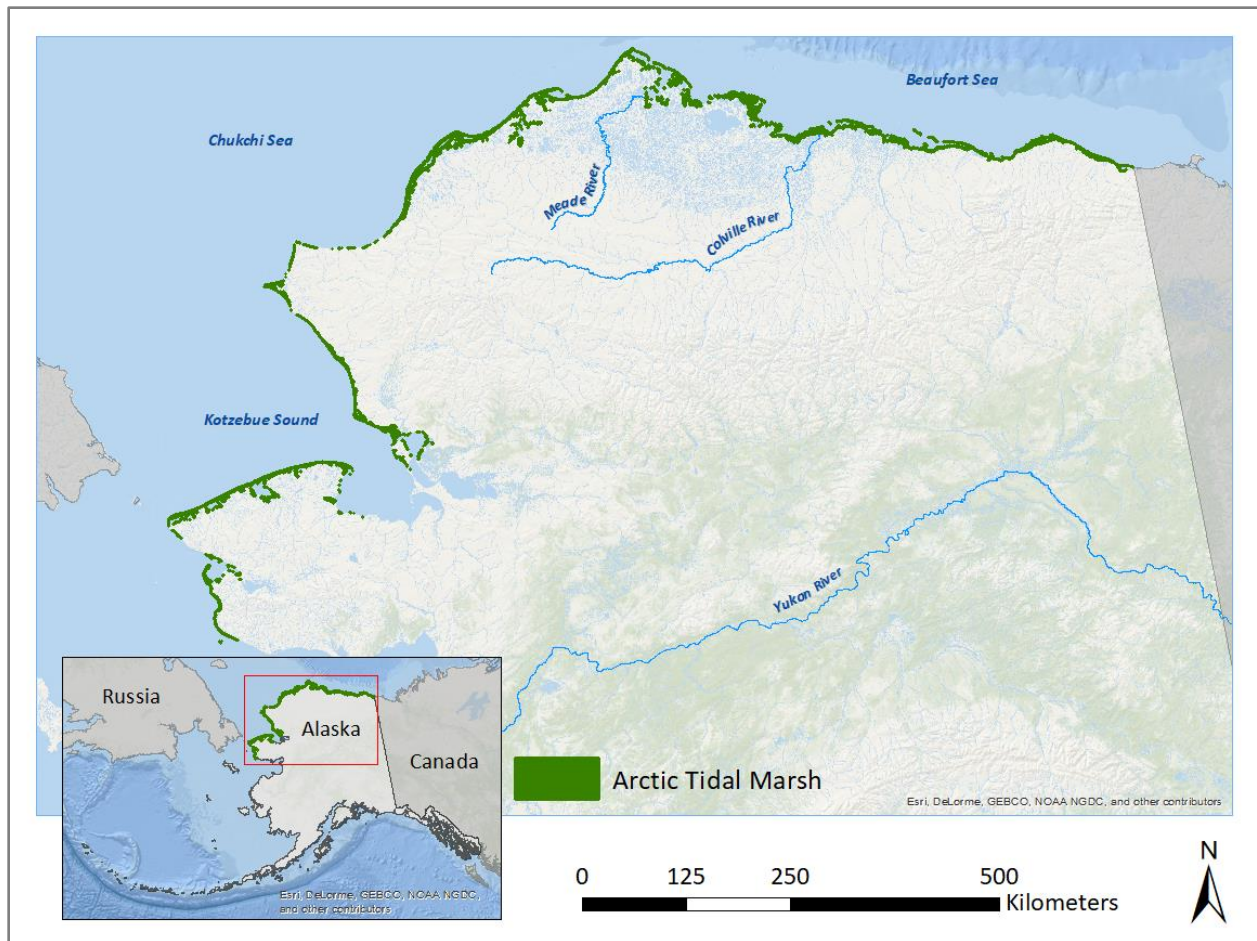 Beaufort Sea
Chukchi Sea
Meade River
Colville River
Kotzebue Sound
Yukon River
Russia
Alaska
Canada
Esri, DeLorme, GEBCO, NOAA NGDC,
and other contributors
Arctic Tidal Marsh
Esri, DeLorme, GEBCO, NOAA NGDC, and other contributors
0 125 250 500
Kilometers
N